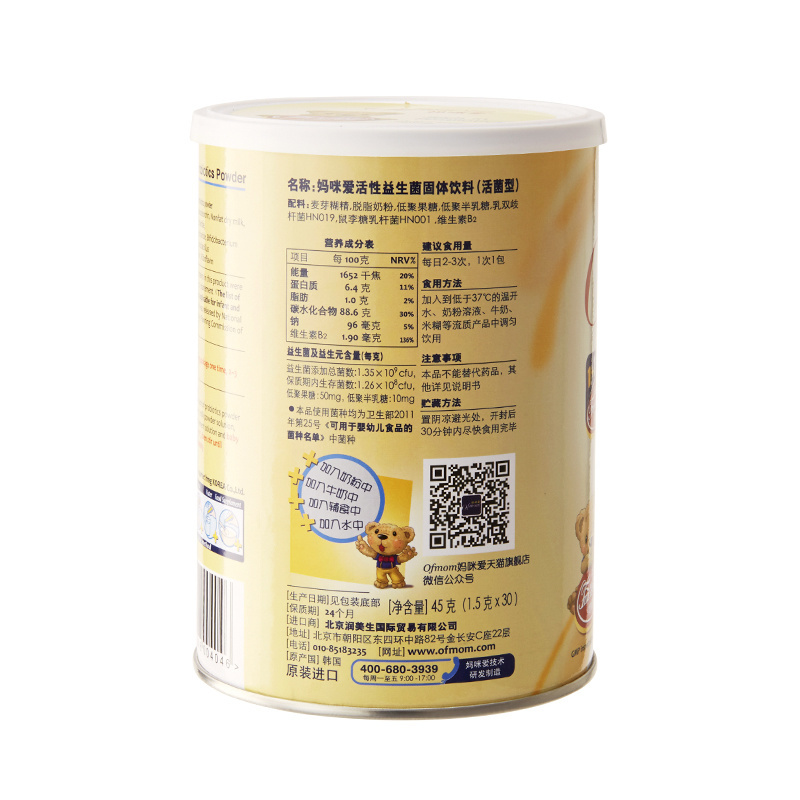 名称：妈咪爱活性益生菌固体饮料（活菌型）
配料：麦芽糊精，脱脂奶粉，低聚果糖，低聚半乳糖，乳双歧
杆菌HN019，鼠李糖乳杆菌HN001，维生素B2
营养成分表
项目 每100克 NRV%
能量 1652 千焦 20%
蛋白质 6.4 克 11%
脂肪 1.0 克 2%
碳水化合物 88.6 克 30%
钠 96 毫克 5%
维生素B2 1.90 毫克 136%
益生菌及益生元含量(每克)
益生菌添加总菌数:1.35×10⁹cfu,
保质期内生存菌数:1.26×10⁸cfu,
低聚果糖:50mg, 低聚半乳糖:10mg
●本品使用菌种均为卫生部2011
年第25号《可用于婴幼儿食品的
菌种名单》中菌种
建议食用量
每日2-3次，1次1包
食用方法
加入到低于37℃的温开
水、奶粉溶液、牛奶、
米糊等流质产品中调匀
饮用
注意事项
本品不能替代药品，其
他详见说明书
贮藏方法
置阴凉避光处，开封后
30分钟内尽快食用完毕
加入奶粉中
加入牛奶中
加入辅食中
加入水中
Ofmom妈咪爱天猫旗舰店
微信公众号
[生产日期]见包装底部
[保质期] 24个月
[净含量] 45克（1.5克×30）
[进口商] 北京润美生国际贸易有限公司
[地址] 北京市朝阳区东四环中路82号金长安C座22层
[电话] 010-85183235 [网址] www.ofmom.com
[原产国] 韩国
原装进口
400-680-3939
每周一至五 9:00-17:00
妈咪爱技术
研发制造
Powder
KOREA Co., Ltd.
04046 >